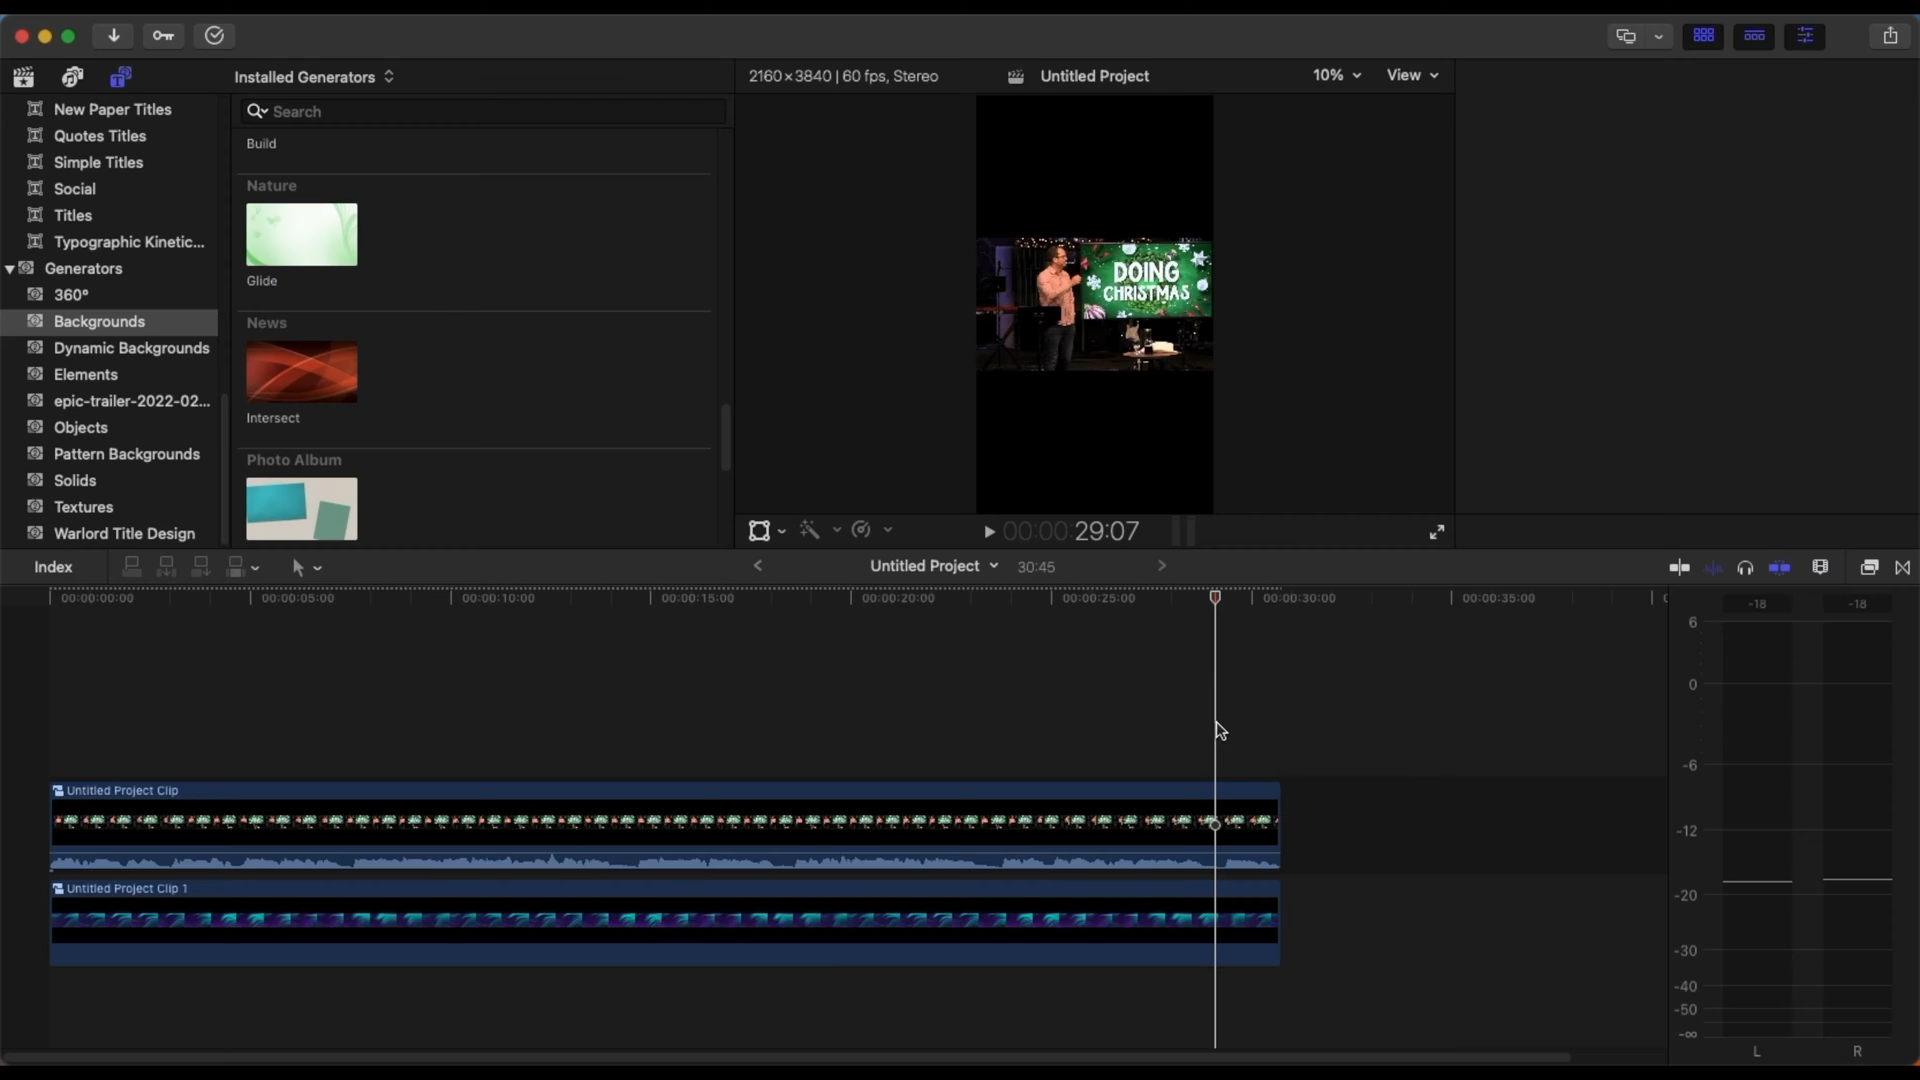 Installed Generators
2160×3840 | 60 fps, Stereo
Untitled Project
10%
View
New Paper Titles
Quotes Titles
Simple Titles
Social
Titles
Typographic Kinetic...
Generators
360°
Backgrounds
Dynamic Backgrounds
Elements
epic-trailer-2022-02...
Objects
Pattern Backgrounds
Solids
Textures
Warlord Title Design
Search
Build
Nature
Glide
News
Intersect
Photo Album
DOING
CHRISTMAS
00:00:29:07
Index
Untitled Project
30:45
00:00:00:00
00:00:05:00
00:00:10:00
00:00:15:00
00:00:20:00
00:00:25:00
00:00:30:00
00:00:35:00
Untitled Project Clip
Untitled Project Clip 1
-18
-18
6
0
-6
-12
-20
-30
-40
-50
-∞
L
R